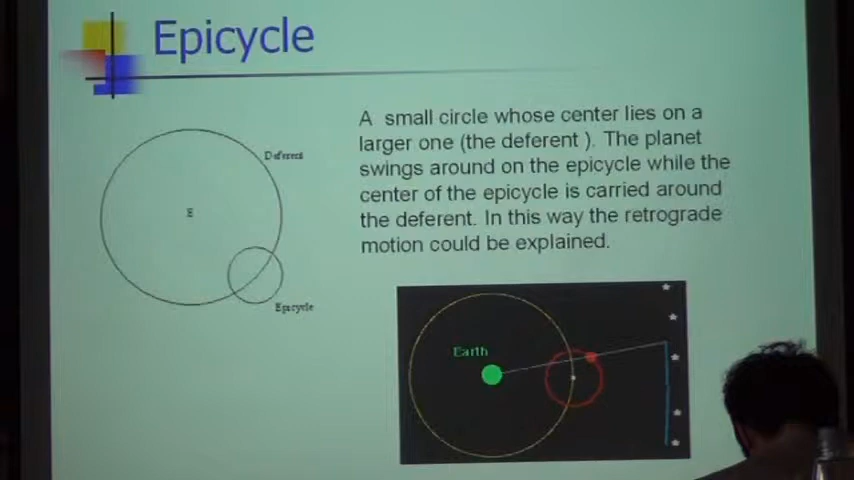 Epicycle
A small circle whose center lies on a
larger one (the deferent ). The planet
swings around on the epicycle while the
center of the epicycle is carried around
the deferent. In this way the retrograde
motion could be explained.
Deferent
E
Epicycle
Earth